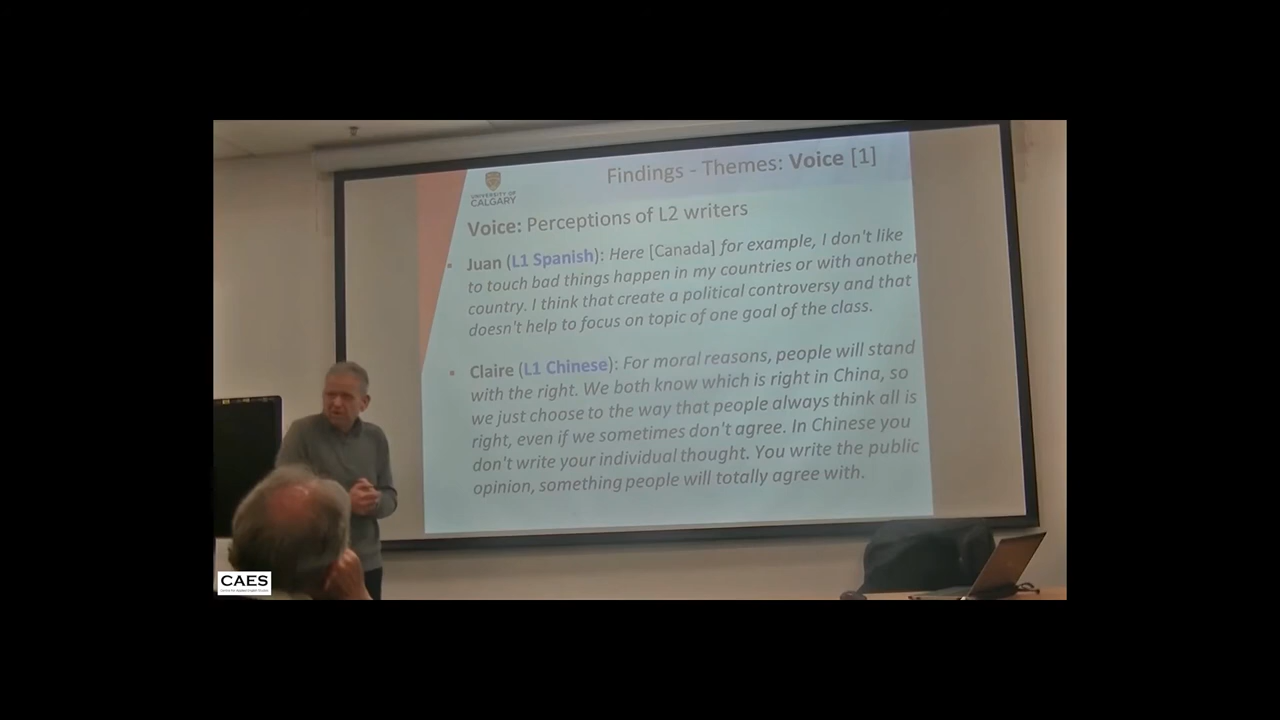 Findings - Themes: Voice [1]
UNIVERSITY OF
CALGARY
Voice: Perceptions of L2 writers
▪ Juan (L1 Spanish): Here [Canada] for example, I don't like
to touch bad things happen in my countries or with another
country. I think that create a political controversy and that
doesn't help to focus on topic of one goal of the class.
▪ Claire (L1 Chinese): For moral reasons, people will stand
with the right. We both know which is right in China, so
we just choose to the way that people always think all is
right, even if we sometimes don't agree. In Chinese you
don't write your individual thought. You write the public
opinion, something people will totally agree with.
CAES
Centre for Applied English Studies